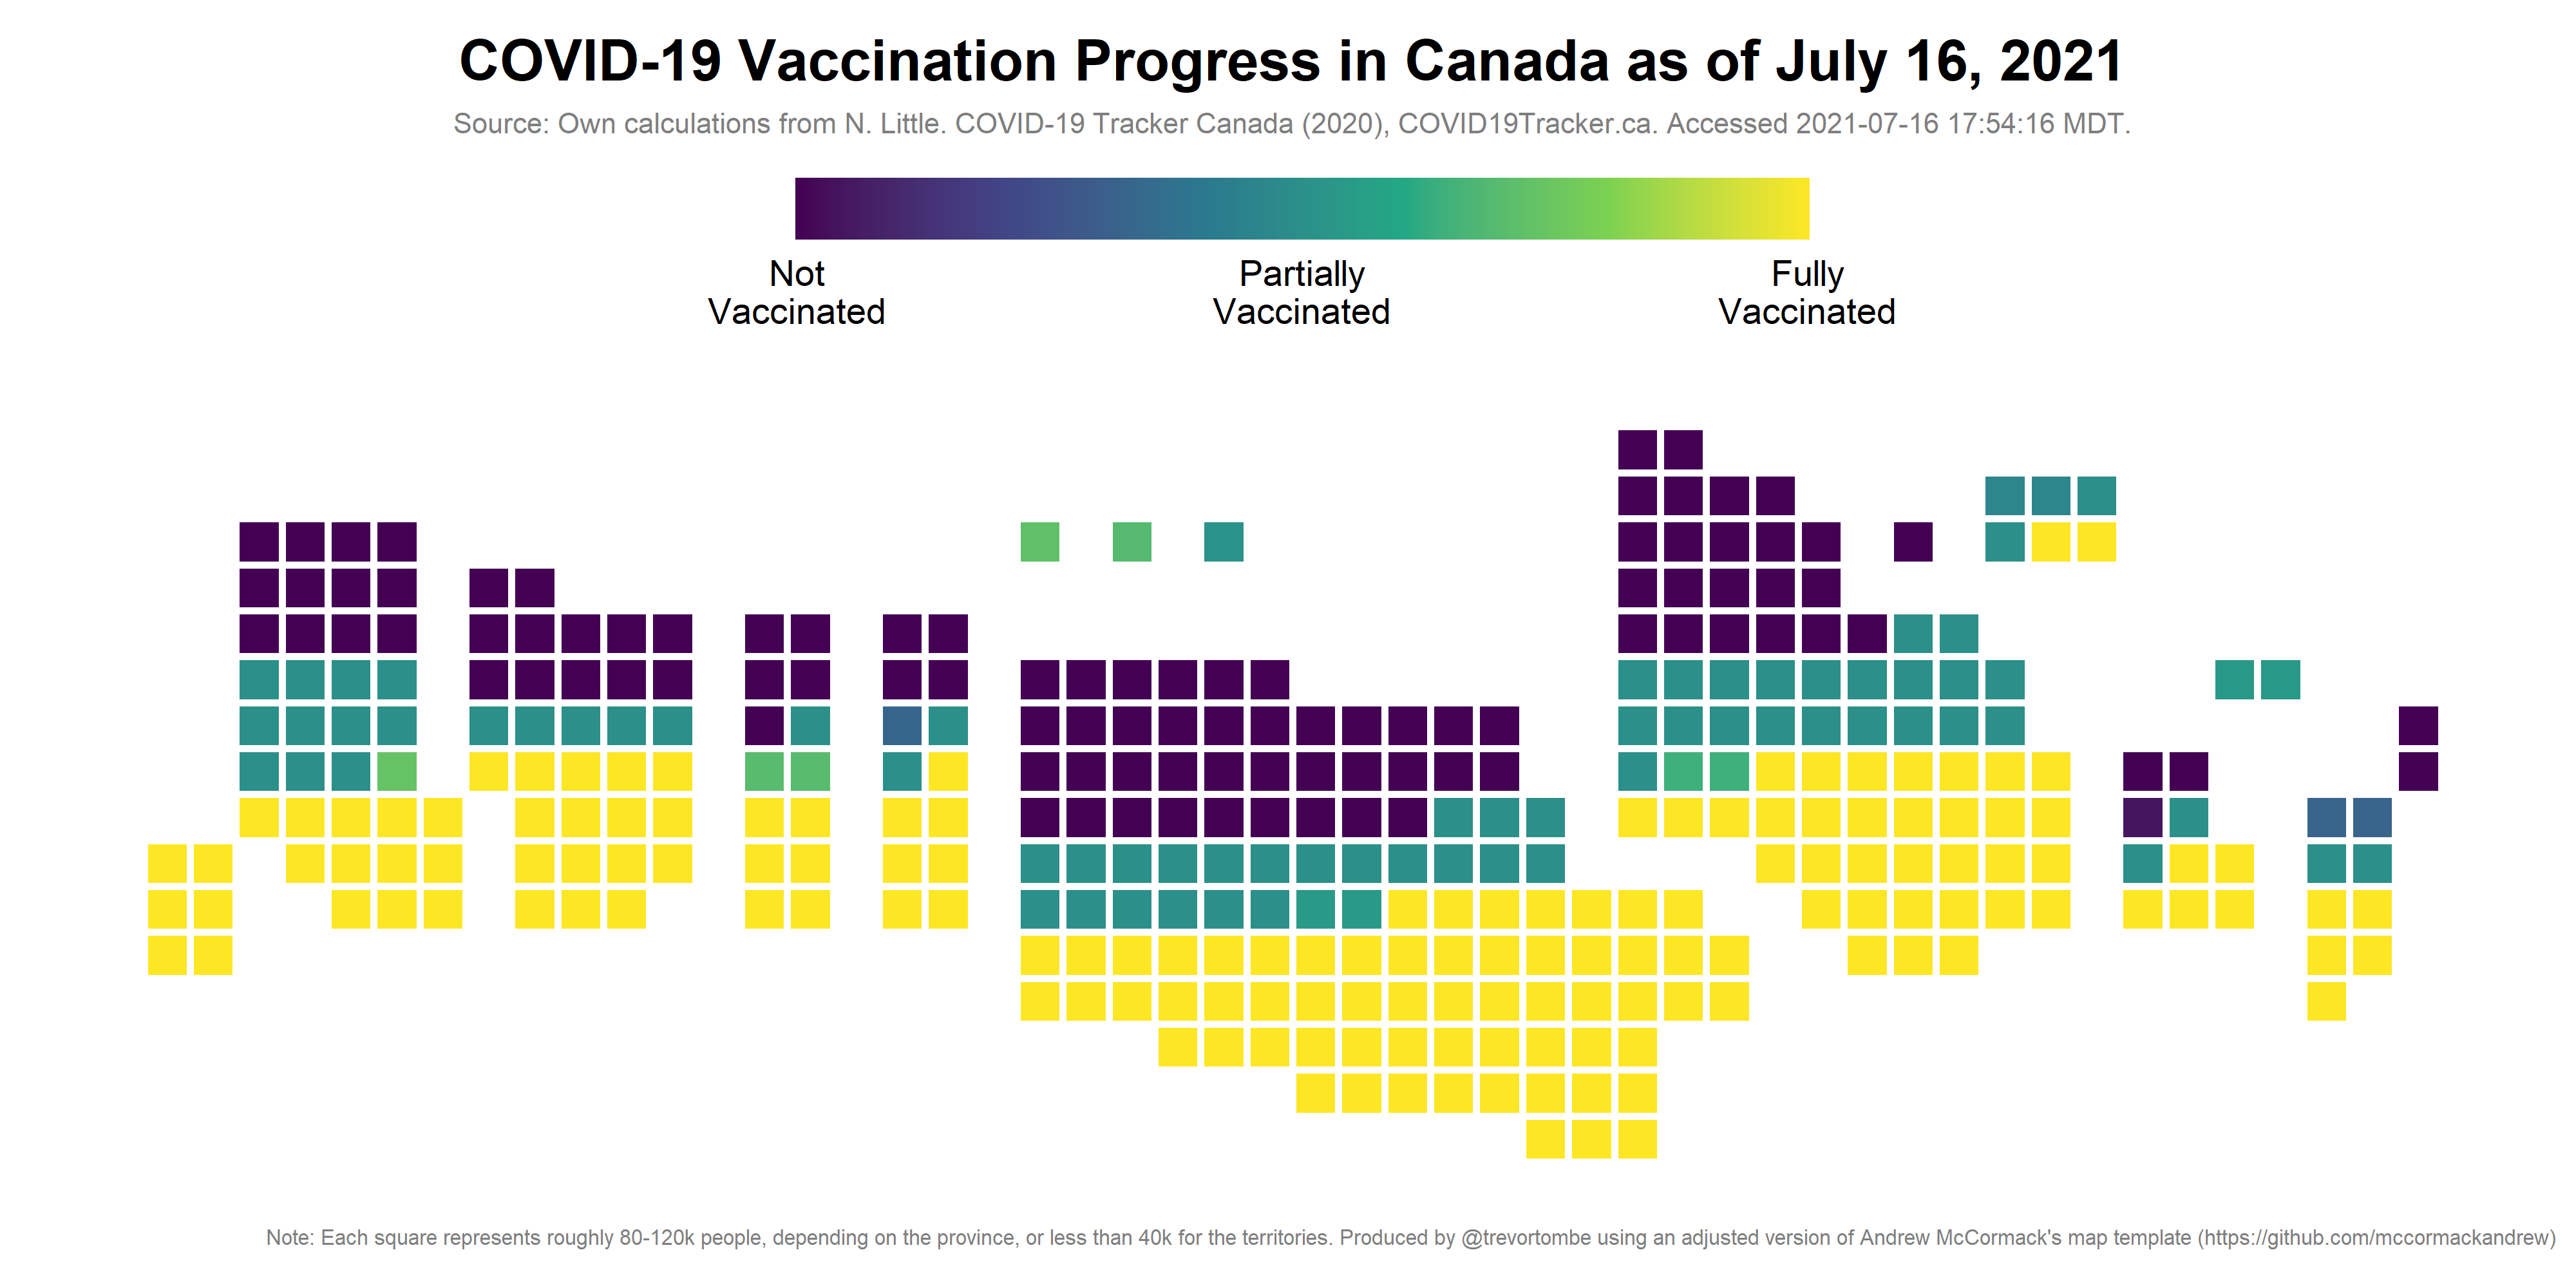 COVID-19 Vaccination Progress in Canada as of July 16, 2021
Source: Own calculations from N. Little. COVID-19 Tracker Canada (2020), COVID19Tracker.ca. Accessed 2021-07-16 17:54:16 MDT.
Not Vaccinated
Partially Vaccinated
Fully Vaccinated
Note: Each square represents roughly 80-120k people, depending on the province, or less than 40k for the territories. Produced by @trevortombe using an adjusted version of Andrew McCormack's map template (https://github.com/mccormackandrew)